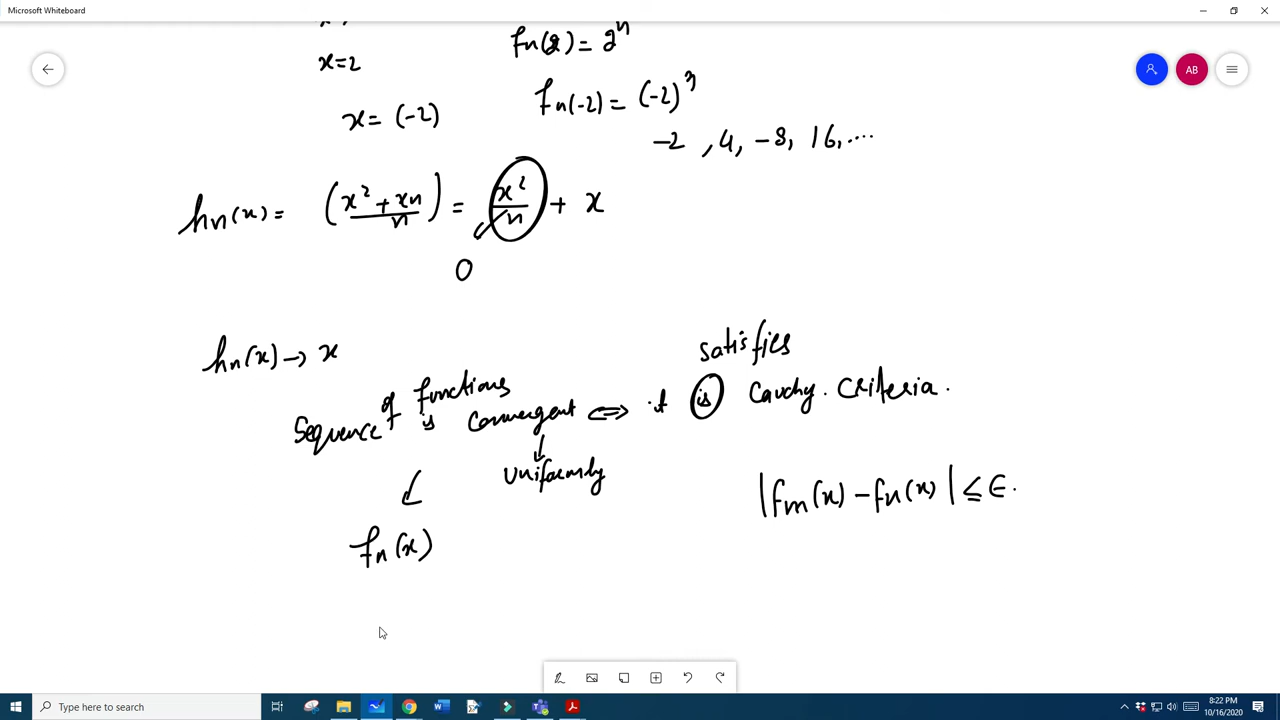 Microsoft Whiteboard
x=2
fn(2) = 2^n
x = (-2)
fn(-2) = (-2)^n
-2 , 4, -8, 16, ....
hn(x) = (x² + xn / n) = x²/n + x
0
hn(x) → x
satisfies
Sequence of functions is Convergent ⇔ it is Cauchy. Criteria.
↓ Uniformly
|fm(x) - fn(x)| ≤ ∈.
fn(x)
AB
Type here to search
8:22 PM
10/16/2020